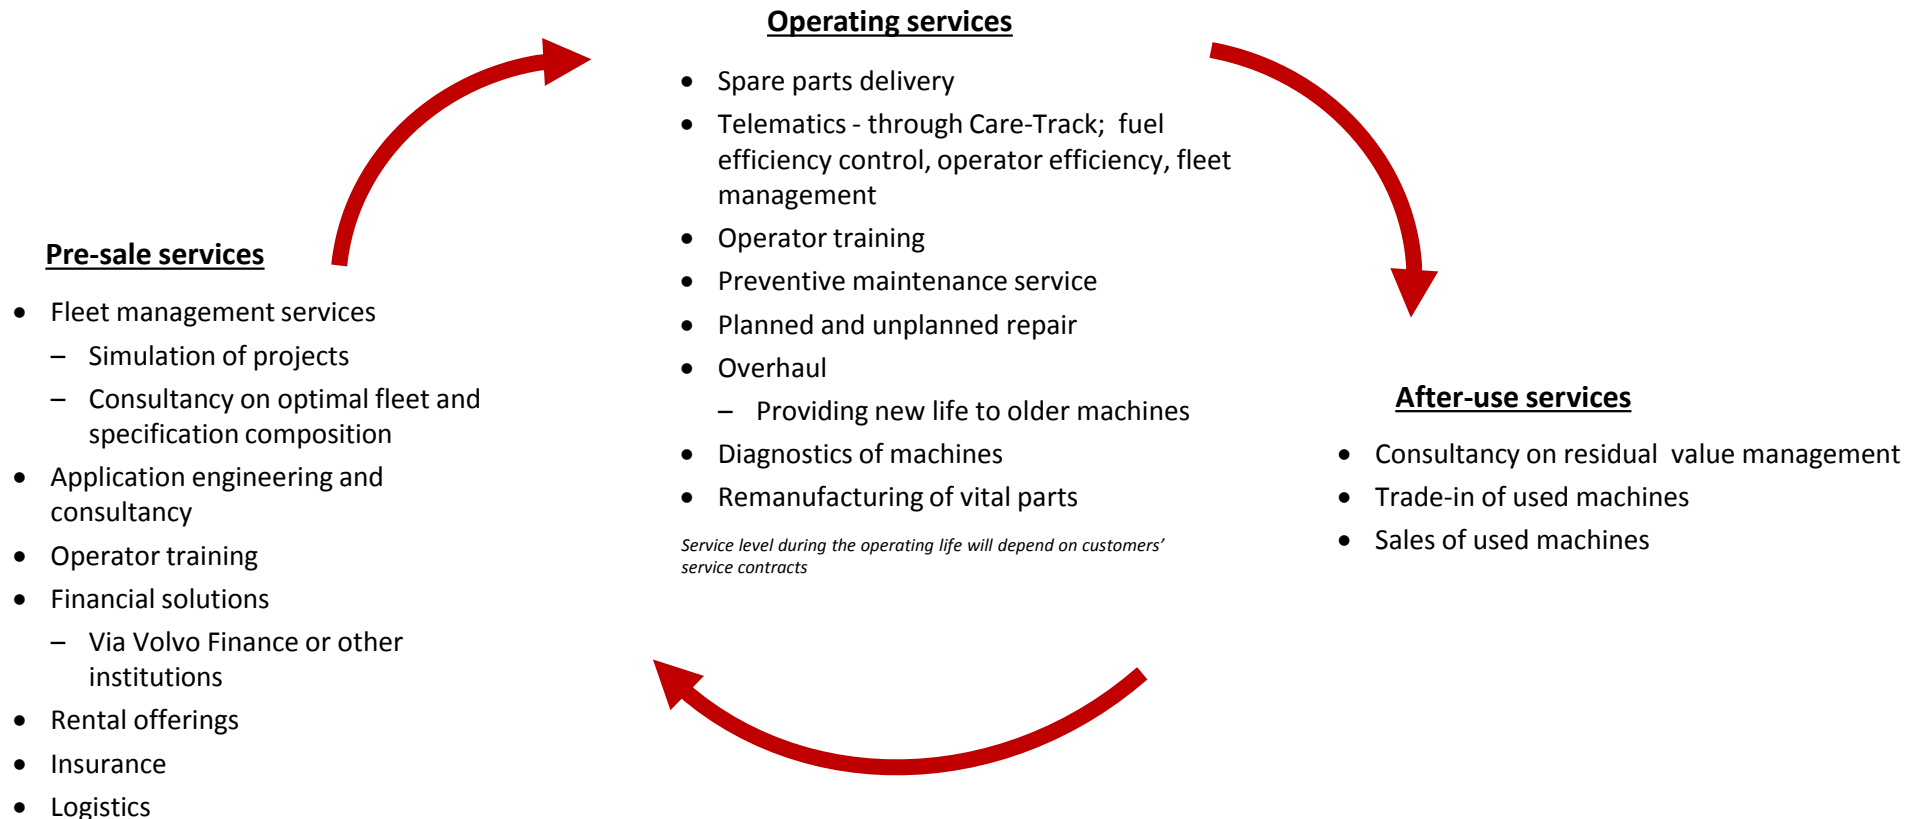 Operating services
• Spare parts delivery
• Telematics - through Care-Track;  fuel
efficiency control, operator efficiency, fleet
management
• Operator training
• Preventive maintenance service
• Planned and unplanned repair
• Overhaul
– Providing new life to older machines
• Diagnostics of machines
• Remanufacturing of vital parts
Service level during the operating life will depend on customers’
service contracts
Pre-sale services
• Fleet management services
– Simulation of projects
– Consultancy on optimal fleet and
specification composition
• Application engineering and
consultancy
• Operator training
• Financial solutions
– Via Volvo Finance or other
institutions
• Rental offerings
• Insurance
• Logistics
After-use services
• Consultancy on residual  value management
• Trade-in of used machines
• Sales of used machines